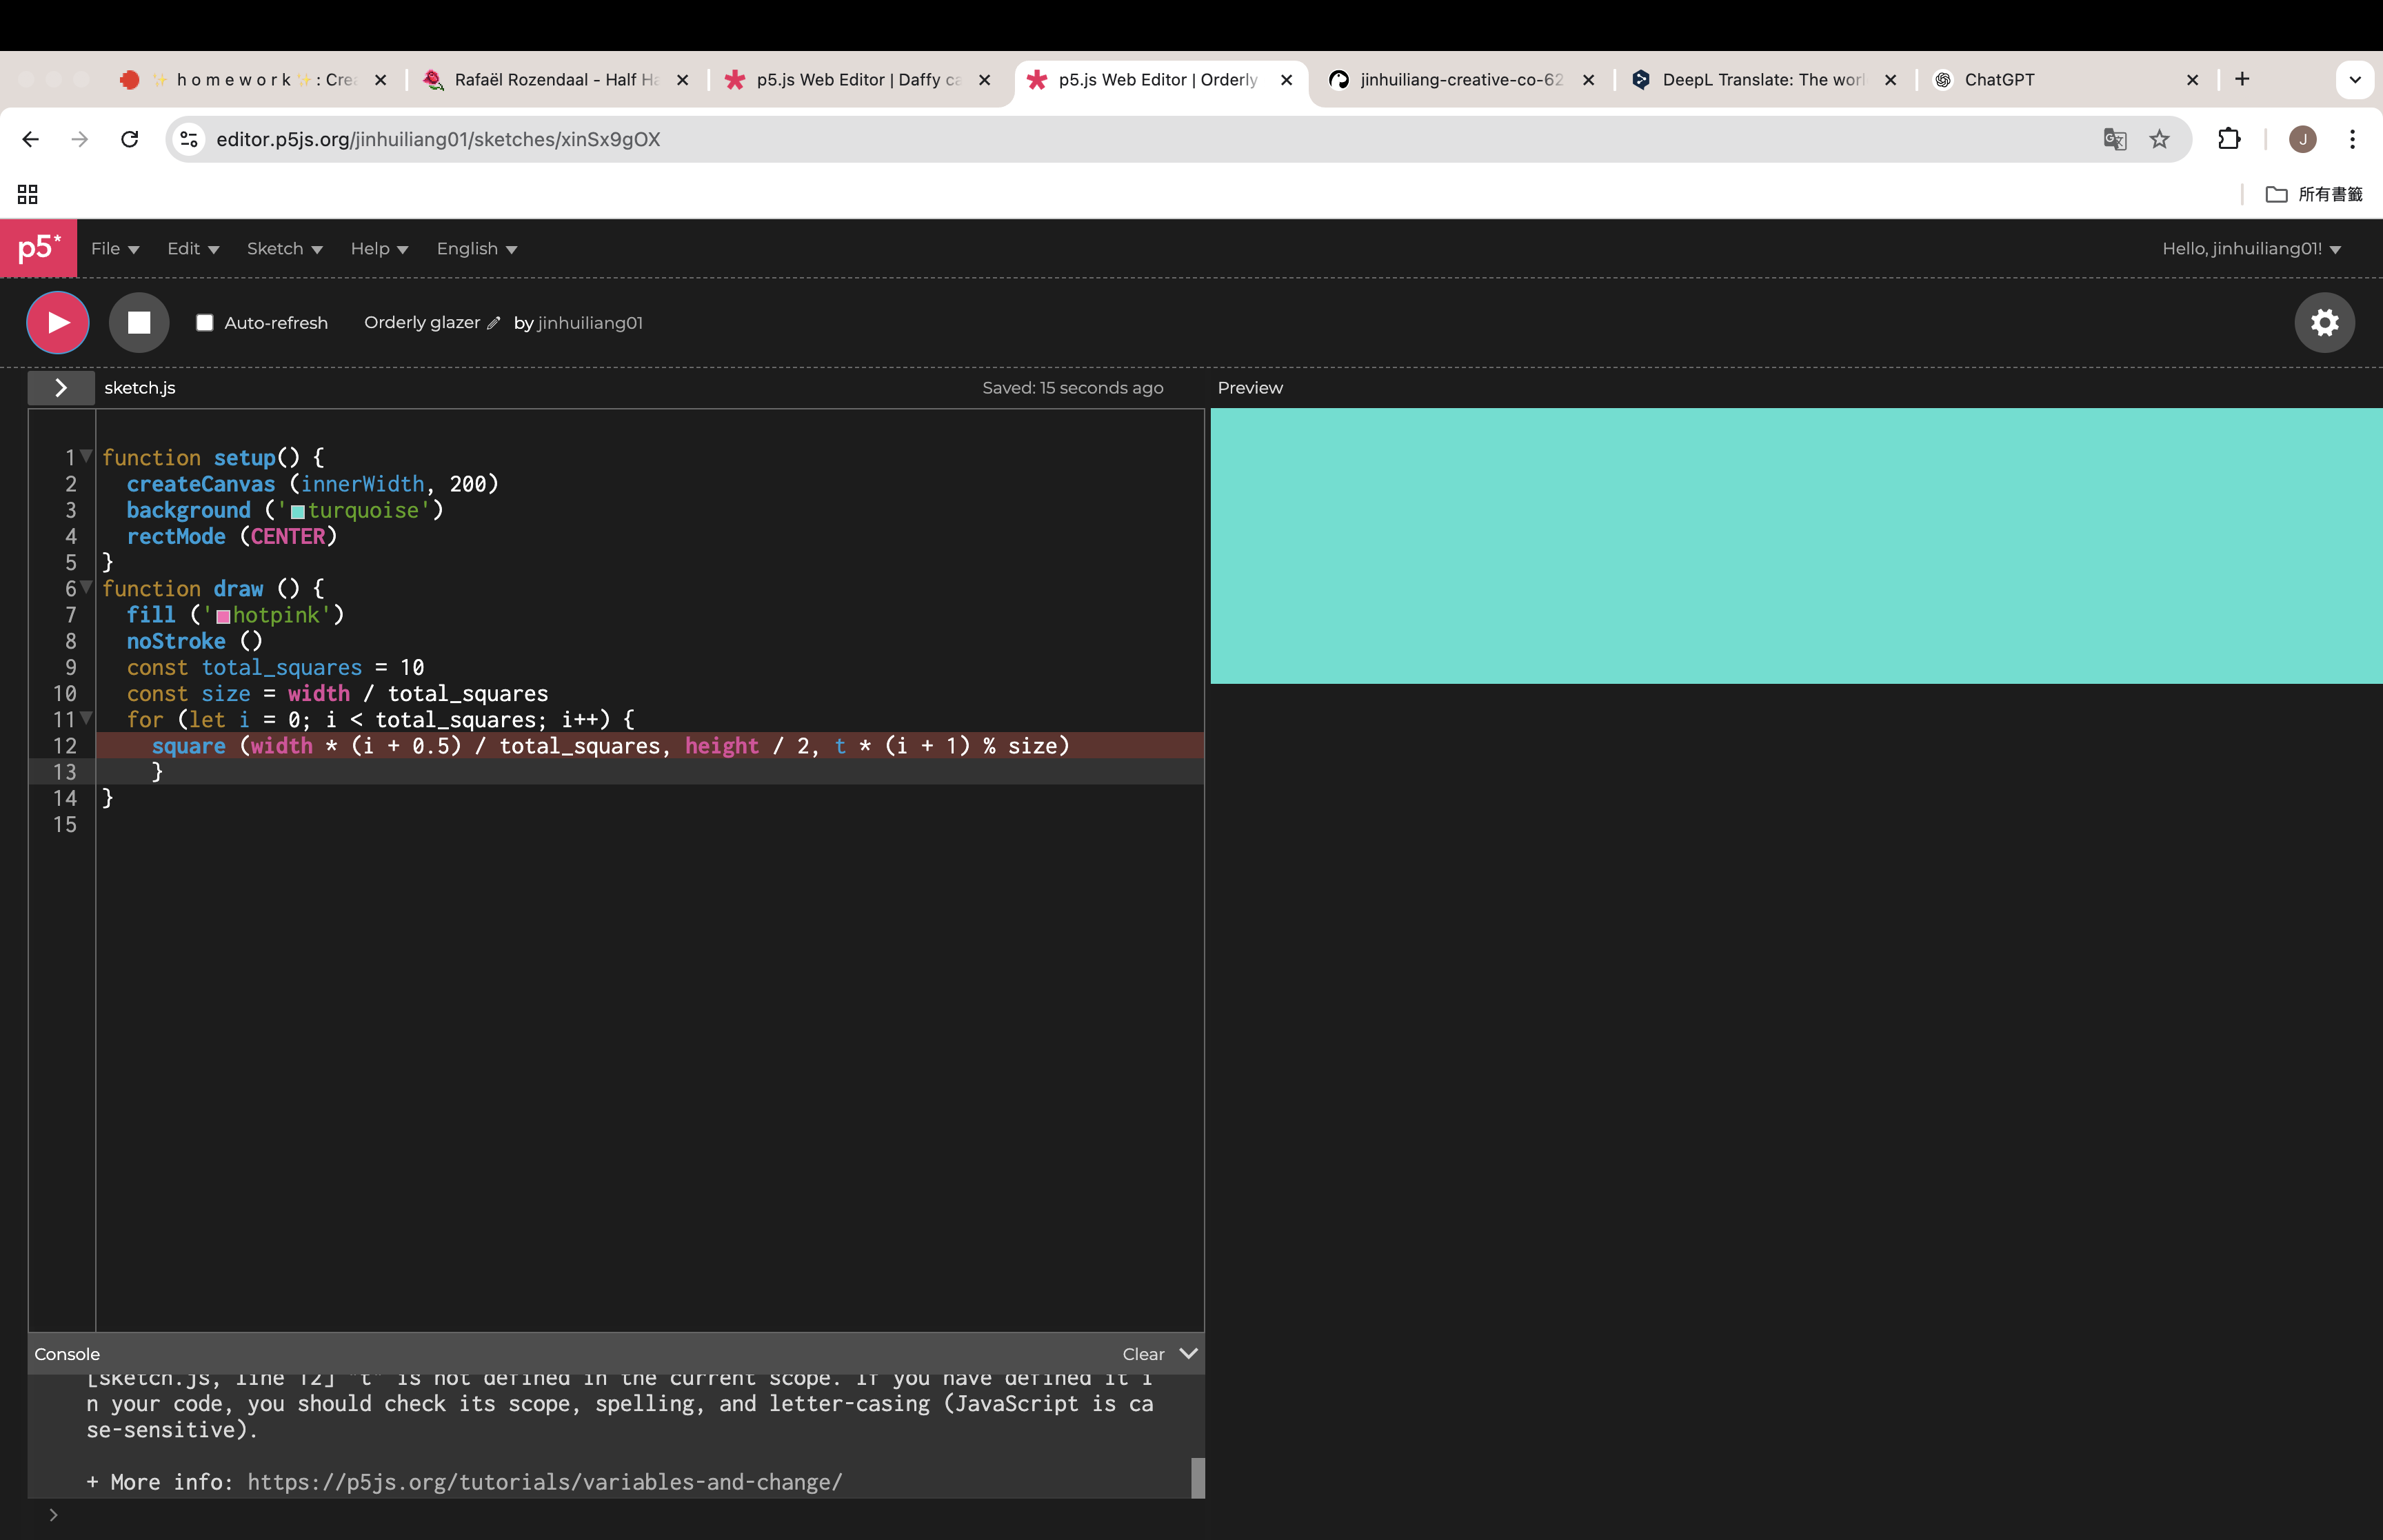 ✨ h o m e w o r k ✨ : Cre
Rafaël Rozendaal - Half Ha
p5.js Web Editor | Daffy ca
p5.js Web Editor | Orderly
jinhuiliang-creative-co-62
DeepL Translate: The worl
ChatGPT
editor.p5js.org/jinhuiliang01/sketches/xinSx9gOX
J
所有書籤
p5* File Edit Sketch Help English Hello, jinhuiliang01!
Auto-refresh Orderly glazer by jinhuiliang01
> sketch.js Saved: 15 seconds ago Preview
1 function setup() {
2 createCanvas (innerWidth, 200)
3 background ('turquoise')
4 rectMode (CENTER)
5 }
6 function draw () {
7 fill ('hotpink')
8 noStroke ()
9 const total_squares = 10
10 const size = width / total_squares
11 for (let i = 0; i < total_squares; i++) {
12 square (width * (i + 0.5) / total_squares, height / 2, t * (i + 1) % size)
13 }
14 }
15
Console Clear
[sketch.js, line 12] "t" is not defined in the current scope. If you have defined it i
n your code, you should check its scope, spelling, and letter-casing (JavaScript is ca
se-sensitive).
+ More info: https://p5js.org/tutorials/variables-and-change/
>